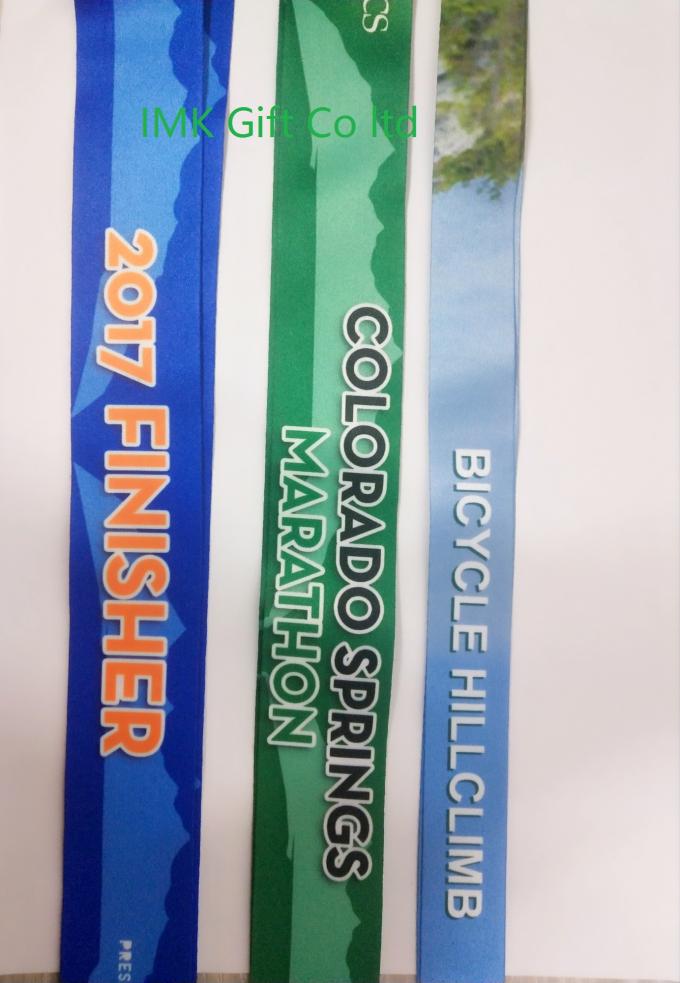 IMK Gift Co ltd
2017 FINISHER
COLORADO SPRINGS
MARATHON
BICYCLE HILLCLIMB